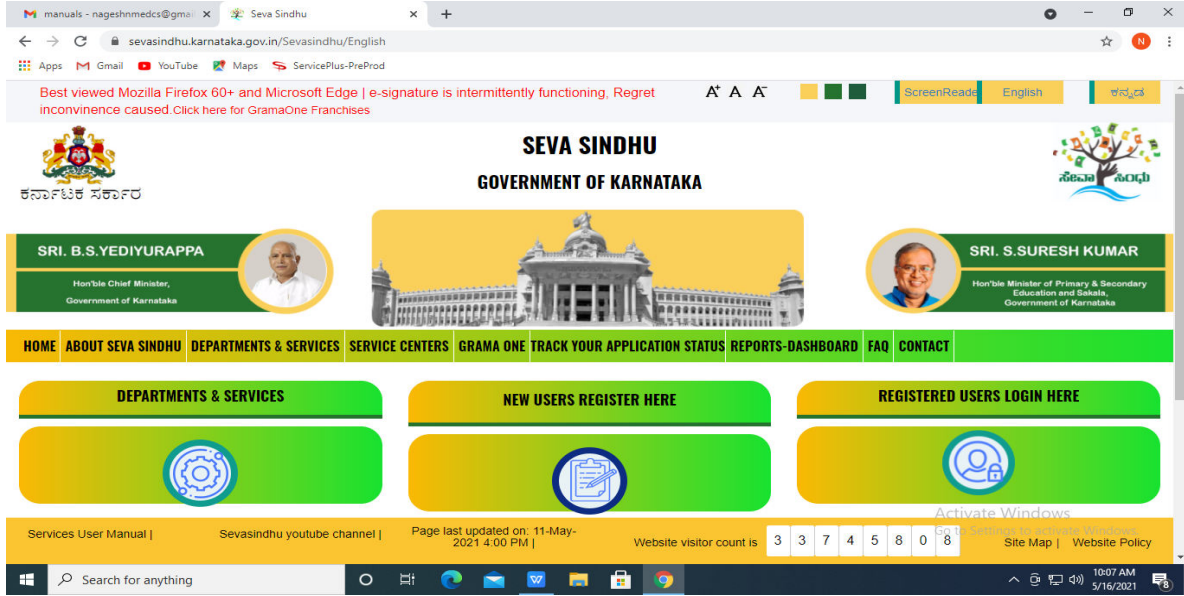 manuals - nageshnmedcs@gmai
Seva Sindhu
sevasindhu.karnataka.gov.in/Sevasindhu/English
N
Apps Gmail YouTube Maps ServicePlus-PreProd
Best viewed Mozilla Firefox 60+ and Microsoft Edge | e-signature is intermittently functioning, Regret
inconvinence caused.Click here for GramaOne Franchises
A+ A A-
ScreenReade English ಕನ್ನಡ
ಕರ್ನಾಟಕ ಸರ್ಕಾರ
SEVA SINDHU
GOVERNMENT OF KARNATAKA
ಸೇವಾ ಸಿಂಧು
SRI. B.S.YEDIYURAPPA
Hon'ble Chief Minister,
Government of Karnataka
SRI. S.SURESH KUMAR
Hon'ble Minister of Primary & Secondary
Education and Sakala,
Government of Karnataka
HOME ABOUT SEVA SINDHU DEPARTMENTS & SERVICES SERVICE CENTERS GRAMA ONE TRACK YOUR APPLICATION STATUS REPORTS-DASHBOARD FAQ CONTACT
DEPARTMENTS & SERVICES
NEW USERS REGISTER HERE
REGISTERED USERS LOGIN HERE
Activate Windows
Go to Settings to activate Windows.
Services User Manual |
Sevasindhu youtube channel |
Page last updated on: 11-May-
2021 4:00 PM |
Website visitor count is 3 3 7 4 5 8 0 8
Site Map | Website Policy
Search for anything
10:07 AM
5/16/2021
8